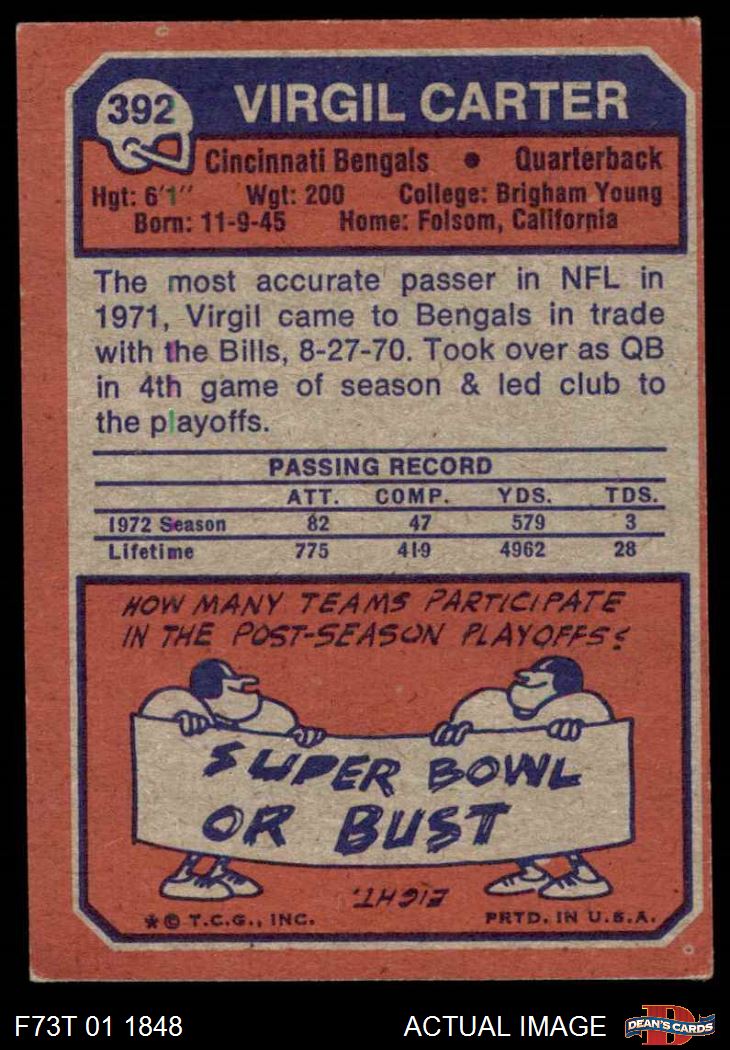 392 VIRGIL CARTER
Cincinnati Bengals • Quarterback
Hgt: 6'1'' Wgt: 200 College: Brigham Young
Born: 11-9-45 Home: Folsom, California
The most accurate passer in NFL in
1971, Virgil came to Bengals in trade
with the Bills, 8-27-70. Took over as QB
in 4th game of season & led club to
the playoffs.
PASSING RECORD
ATT. COMP. YDS. TDS.
1972 Season 82 47 579 3
Lifetime 775 419 4962 28
HOW MANY TEAMS PARTICIPATE
IN THE POST-SEASON PLAYOFFS?
SUPER BOWL
OR BUST
EIGHT.
*© T.C.G., INC. PRTD. IN U.S.A.
F73T 01 1848 ACTUAL IMAGE D DEAN'S CARDS